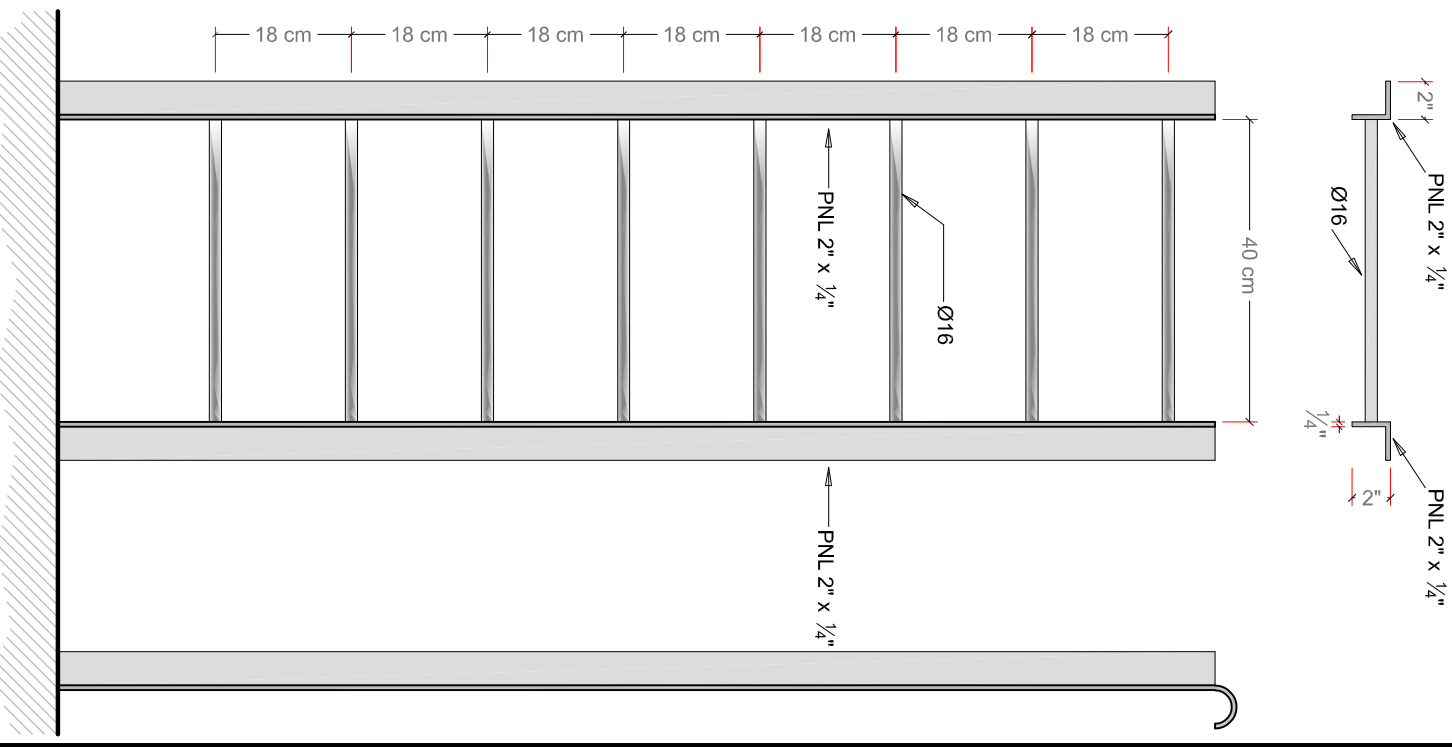 18 cm
18 cm
18 cm
18 cm
18 cm
18 cm
18 cm
2"
PNL 2" x ¼"
Ø16
PNL 2" x ¼"
Ø16
40 cm
¼"
2"
PNL 2" x ¼"
PNL 2" x ¼"